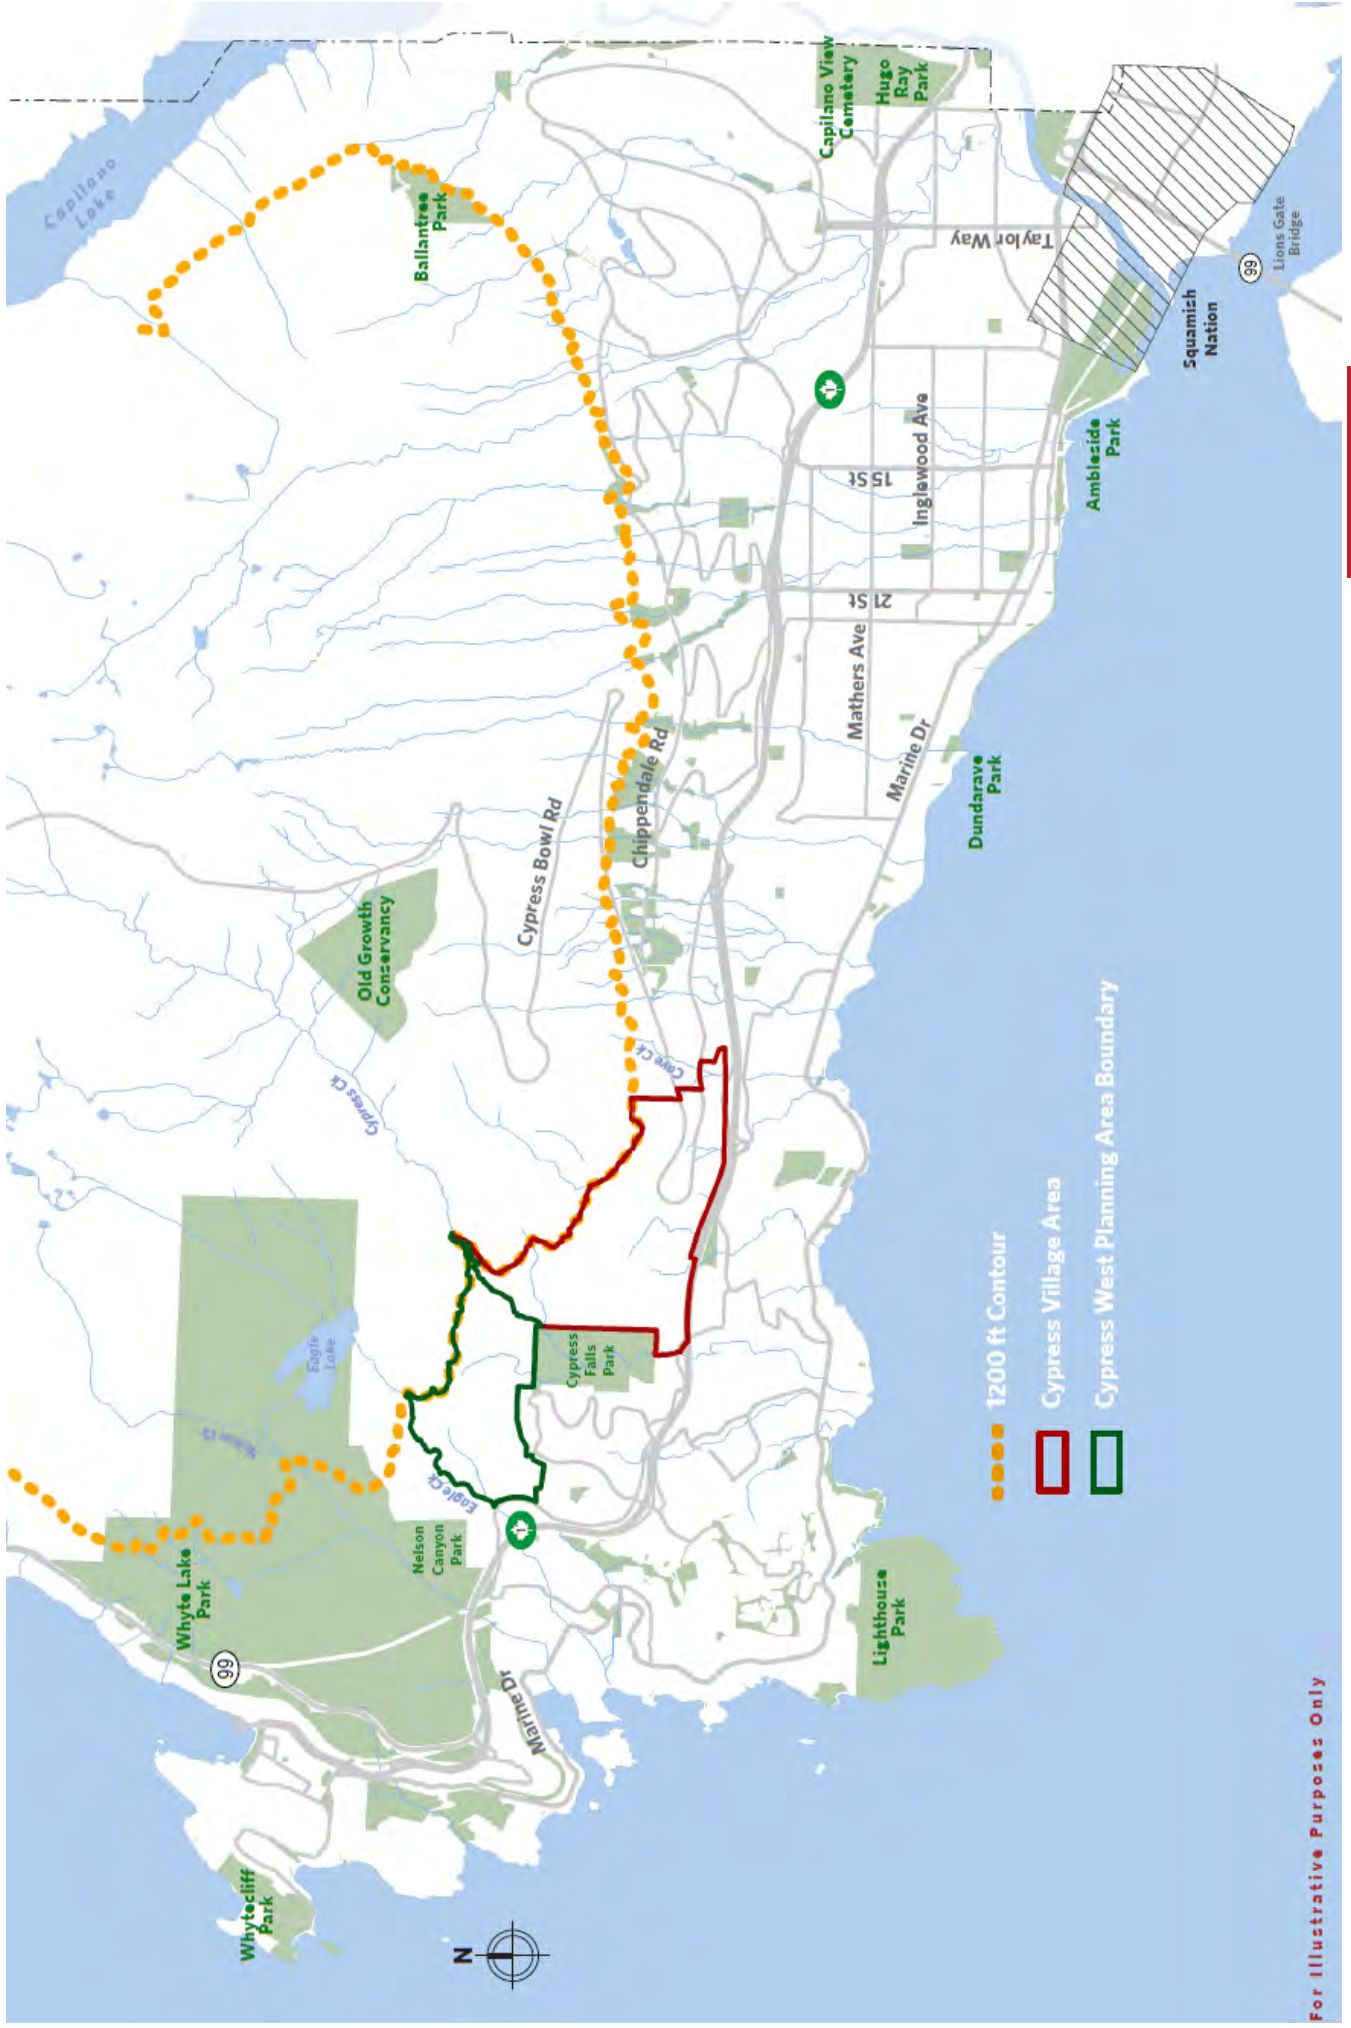 Capilano
Lake
Capilano View
Cemetery
Hugo
Ray
Park
Ballantree
Park
Taylor Way
Lions Gate
Bridge
99
Squamish
Nation
1
15 St
Inglewood Ave
Ambleside
Park
21 St
Mathers Ave
Marine Dr
Dundarave
Park
Chippendale Rd
Cypress Bowl Rd
Old Growth
Conservancy
Cave Ck
Cypress Ck
Eagle
Lake
Cypress
Falls
Park
Nelson Ck
Eagle Ck
1
Nelson
Canyon
Park
Whyte Lake
Park
99
Lighthouse
Park
Marine Dr
Whytecliff
Park
N
1200 ft Contour
Cypress Village Area
Cypress West Planning Area Boundary
For Illustrative Purposes Only